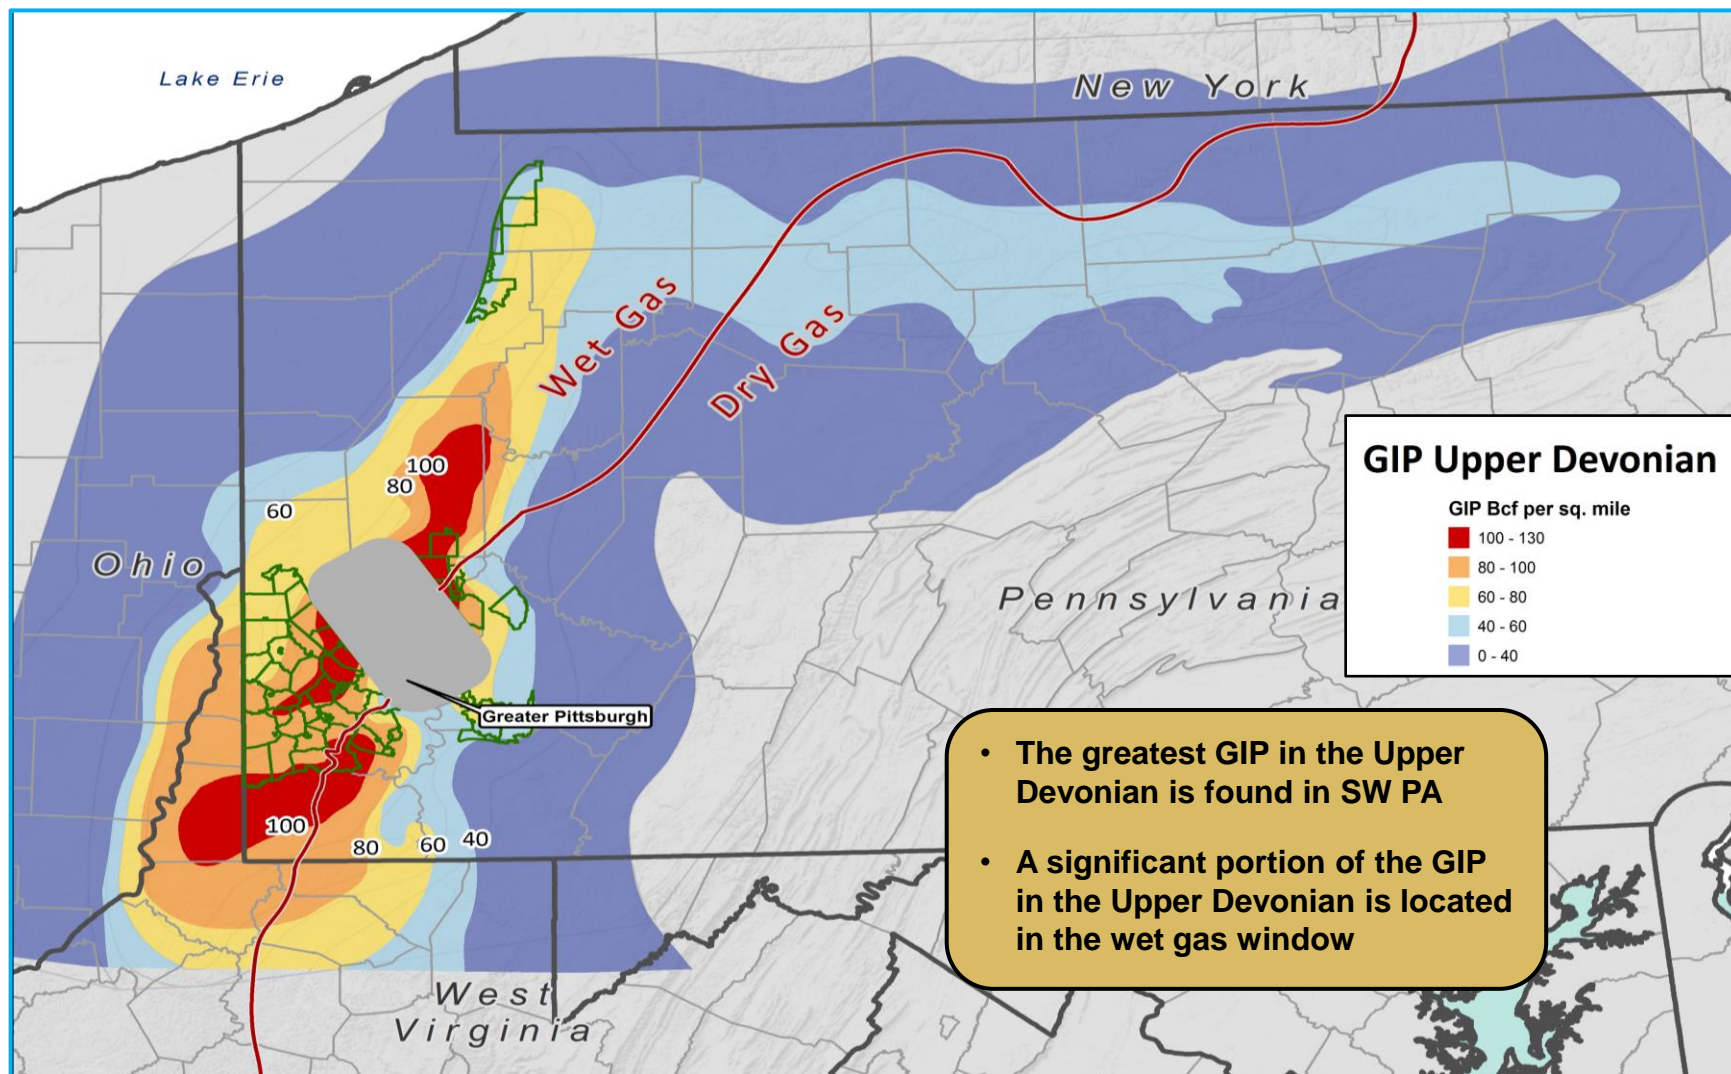 Lake Erie
New York
Wet Gas
Dry Gas
GIP Upper Devonian
GIP Bcf per sq. mile
100 - 130
80 - 100
60 - 80
40 - 60
0 - 40
100
80
60
Ohio
Pennsylvania
Greater Pittsburgh
100
80
60
40
West
Virginia
• The greatest GIP in the Upper
Devonian is found in SW PA
• A significant portion of the GIP
in the Upper Devonian is located
in the wet gas window